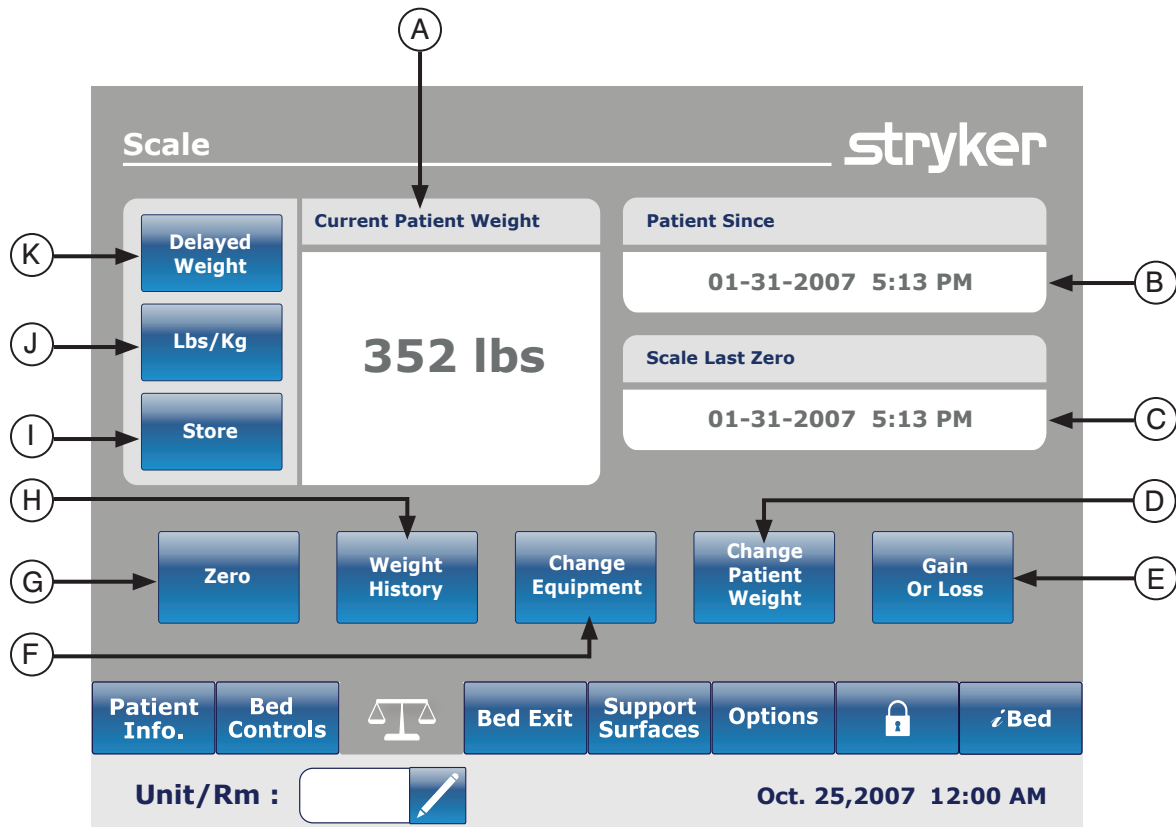 A
Scale
stryker
K
Delayed
Weight
Current Patient Weight
Patient Since
01-31-2007 5:13 PM
B
J
Lbs/Kg
352 lbs
Scale Last Zero
01-31-2007 5:13 PM
C
I
Store
H
D
G
Zero
Weight
History
Change
Equipment
Change
Patient
Weight
Gain
Or Loss
E
F
Patient
Info.
Bed
Controls
Bed Exit
Support
Surfaces
Options
iBed
Unit/Rm :
Oct. 25,2007 12:00 AM